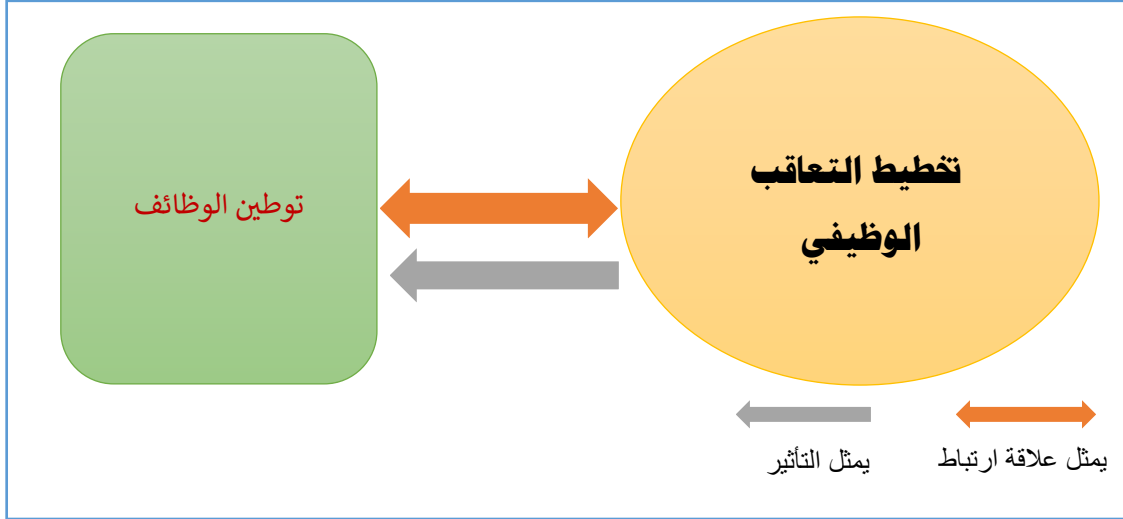 تخطيط التعاقب
الوظيفي
توطين الوظائف
يمثل علاقة ارتباط
يمثل التأثير